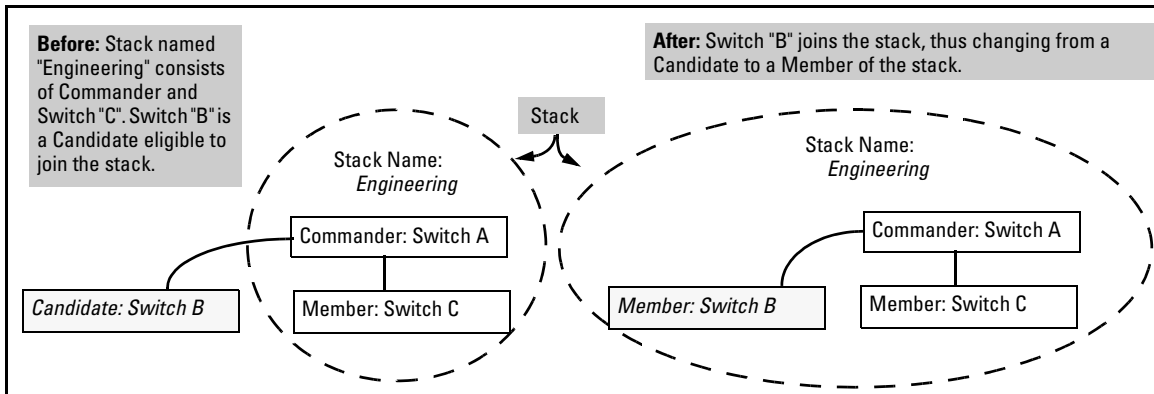 Before: Stack named
"Engineering" consists
of Commander and
Switch "C". Switch "B" is
a Candidate eligible to
join the stack.
After: Switch "B" joins the stack, thus changing from a
Candidate to a Member of the stack.
Stack
Stack Name:
Engineering
Commander: Switch A
Candidate: Switch B
Member: Switch C
Stack Name:
Engineering
Commander: Switch A
Member: Switch B
Member: Switch C